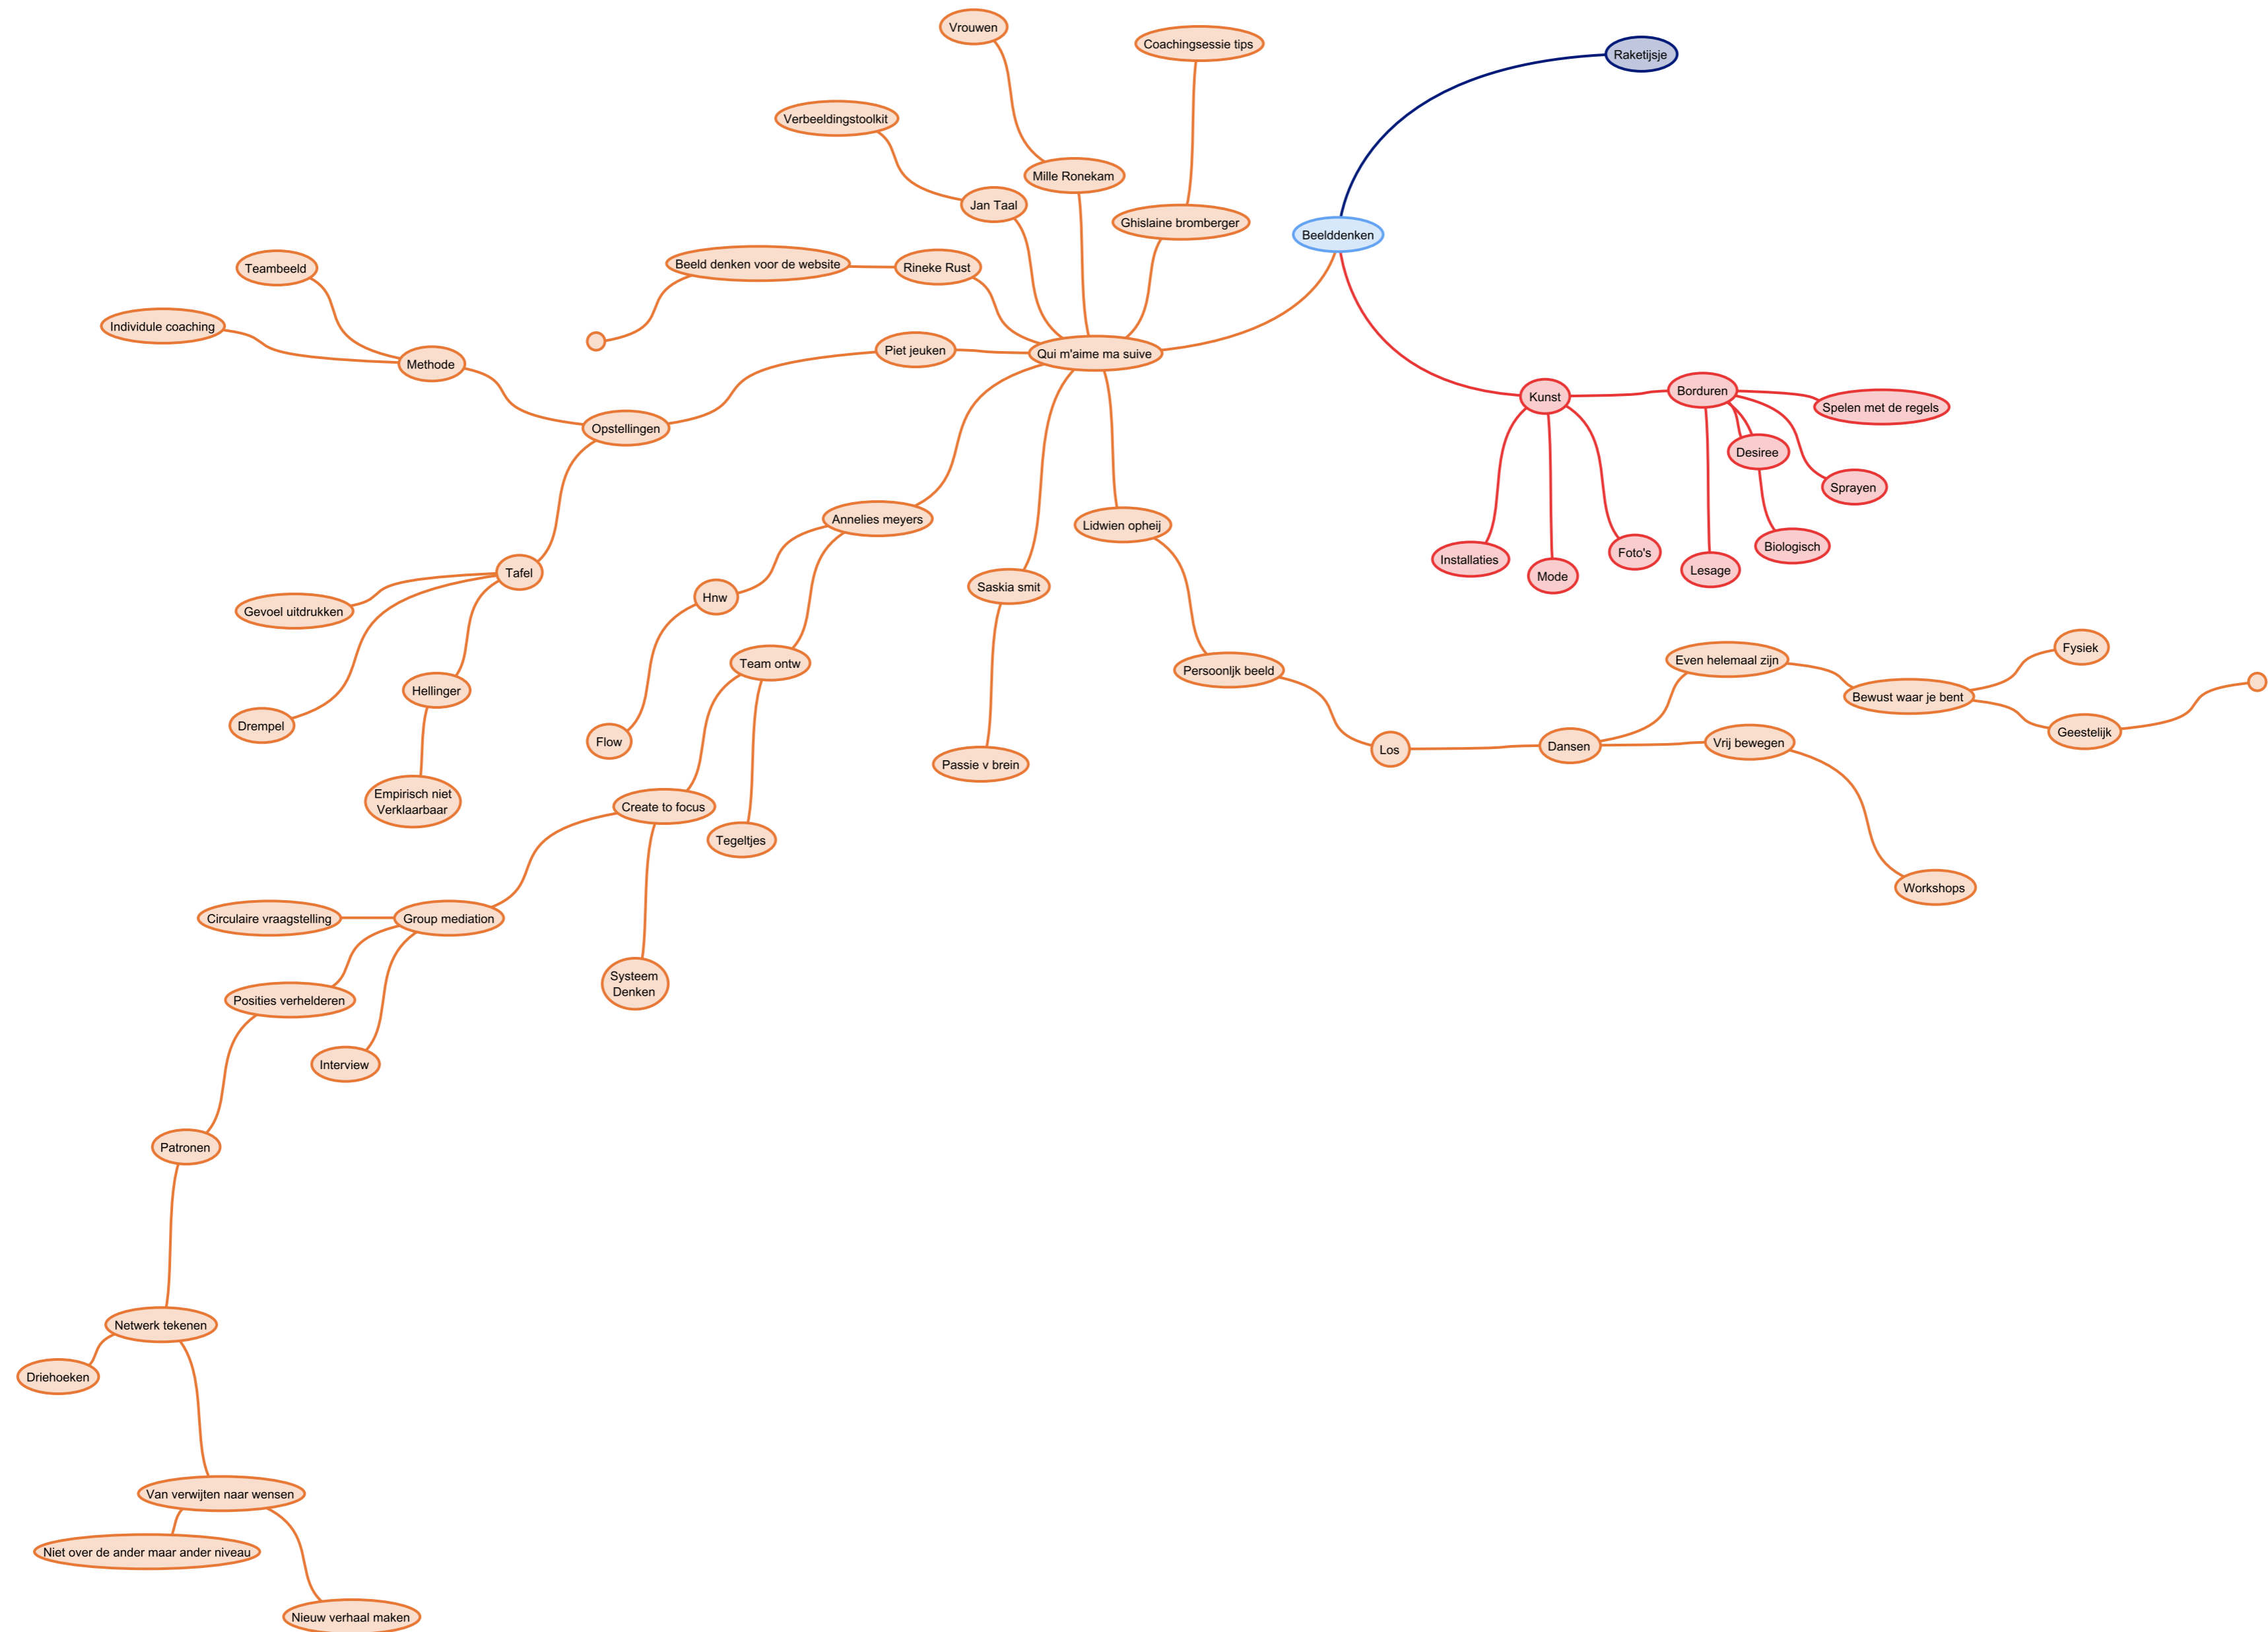 Vrouwen
Coachingsessie tips
Raketijsje
Verbeeldingstoolkit
Mille Ronekam
Jan Taal
Ghislaine bromberger
Beelddenken
Teambeeld
Beeld denken voor de website
Rineke Rust
Individule coaching
Methode
Piet jeuken
Qui m'aime ma suive
Kunst
Borduren
Spelen met de regels
Opstellingen
Desiree
Sprayen
Annelies meyers
Lidwien opheij
Installaties
Mode
Foto's
Lesage
Biologisch
Tafel
Saskia smit
Gevoel uitdrukken
Hnw
Team ontw
Persoonljk beeld
Even helemaal zijn
Fysiek
Hellinger
Bewust waar je bent
Drempel
Flow
Los
Dansen
Vrij bewegen
Geestelijk
Passie v brein
Empirisch niet
Verklaarbaar
Create to focus
Tegeltjes
Workshops
Circulaire vraagstelling
Group mediation
Systeem
Denken
Posities verhelderen
Interview
Patronen
Netwerk tekenen
Driehoeken
Van verwijten naar wensen
Niet over de ander maar ander niveau
Nieuw verhaal maken